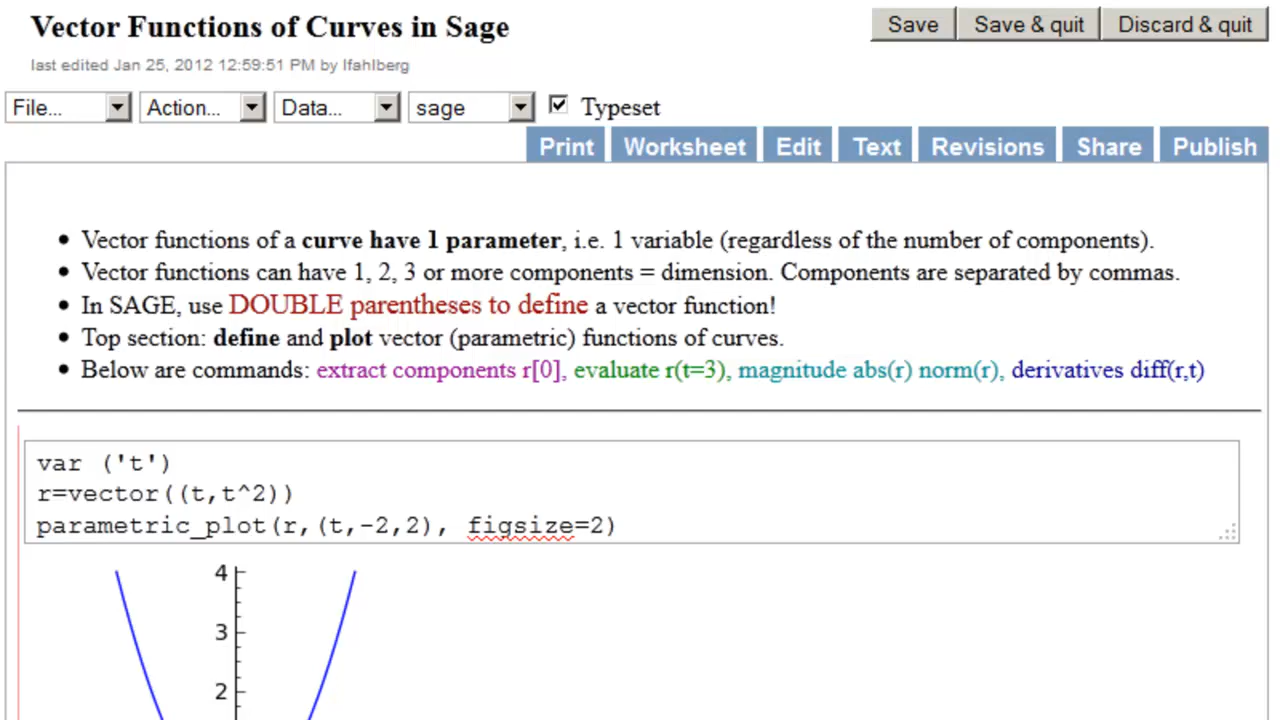 Vector Functions of Curves in Sage
Save
Save & quit
Discard & quit
last edited Jan 25, 2012 12:59:51 PM by lfahlberg
File...
Action...
Data...
sage
Typeset
Print
Worksheet
Edit
Text
Revisions
Share
Publish
• Vector functions of a curve have 1 parameter, i.e. 1 variable (regardless of the number of components).
• Vector functions can have 1, 2, 3 or more components = dimension. Components are separated by commas.
• In SAGE, use DOUBLE parentheses to define a vector function!
• Top section: define and plot vector (parametric) functions of curves.
• Below are commands: extract components r[0], evaluate r(t=3), magnitude abs(r) norm(r), derivatives diff(r,t)
var ('t')
r=vector((t,t^2))
parametric_plot(r,(t,-2,2), figsize=2)
4
3
2